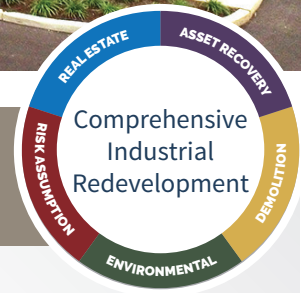 REAL ESTATE
ASSET RECOVERY
Comprehensive
Industrial
Redevelopment
RISK ASSUMPTION
DEMOLITION
ENVIRONMENTAL